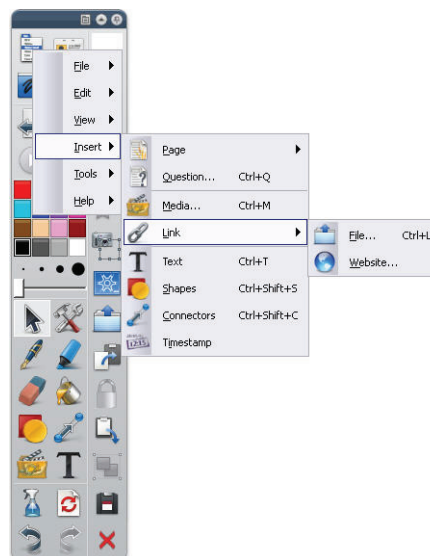 File
Edit
View
Insert
Tools
Help
Page
Question... Ctrl+Q
Media... Ctrl+M
Link
Text Ctrl+T
Shapes Ctrl+Shift+S
Connectors Ctrl+Shift+C
Timestamp
File... Ctrl+L
Website...
T